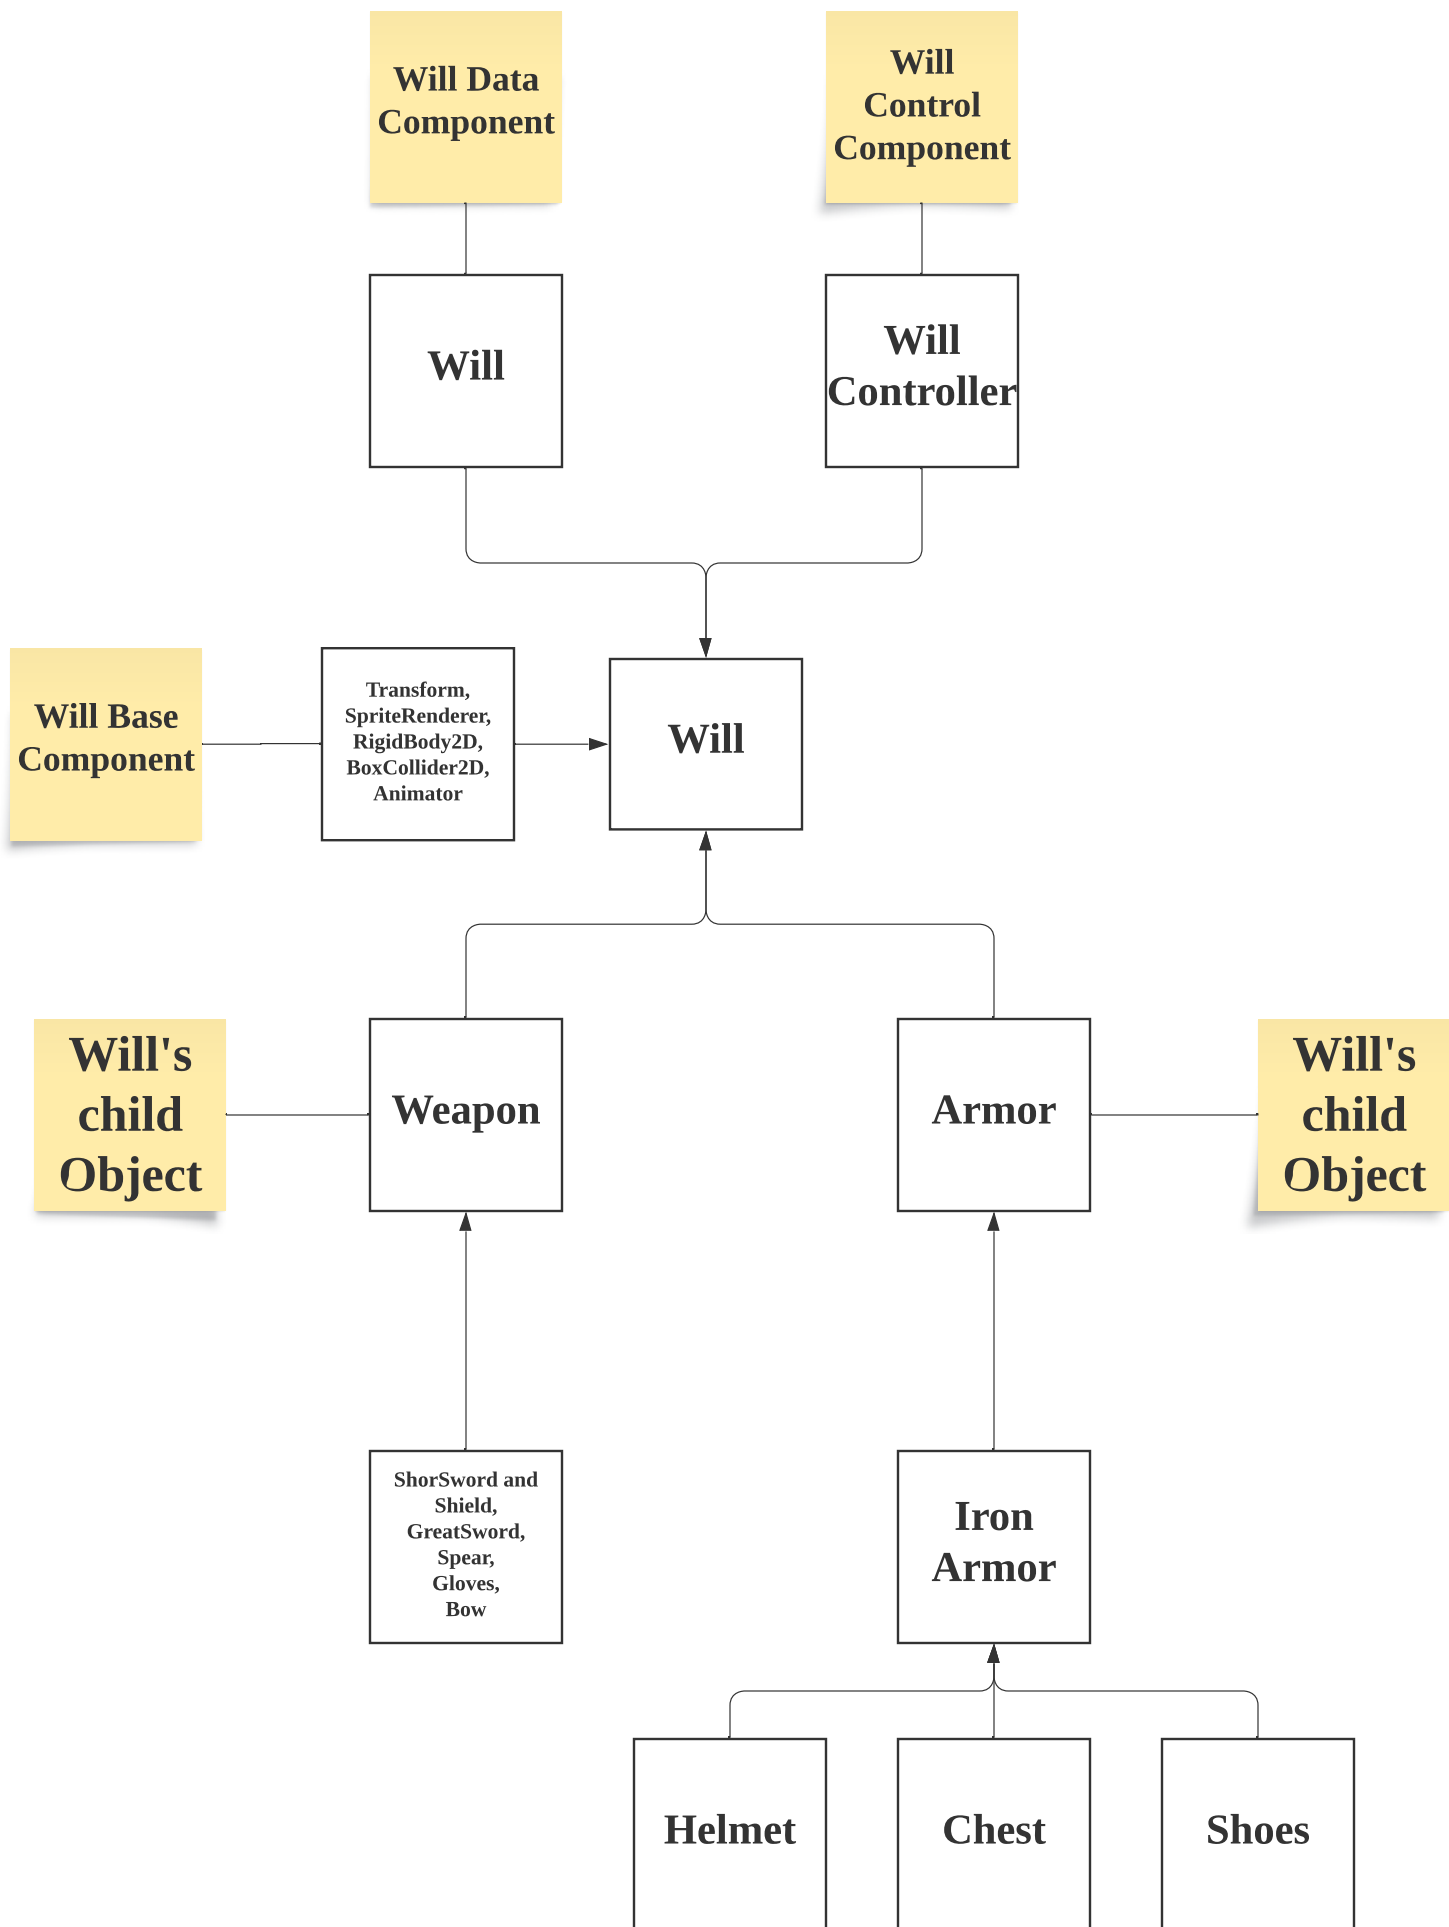 Will Data
Component
Will
Control
Component
Will
Will
Controller
Will Base
Component
Transform,
SpriteRenderer,
RigidBody2D,
BoxCollider2D,
Animator
Will
Will's
child
Object
Weapon
Armor
Will's
child
Object
ShorSword and
Shield,
GreatSword,
Spear,
Gloves,
Bow
Iron
Armor
Helmet
Chest
Shoes